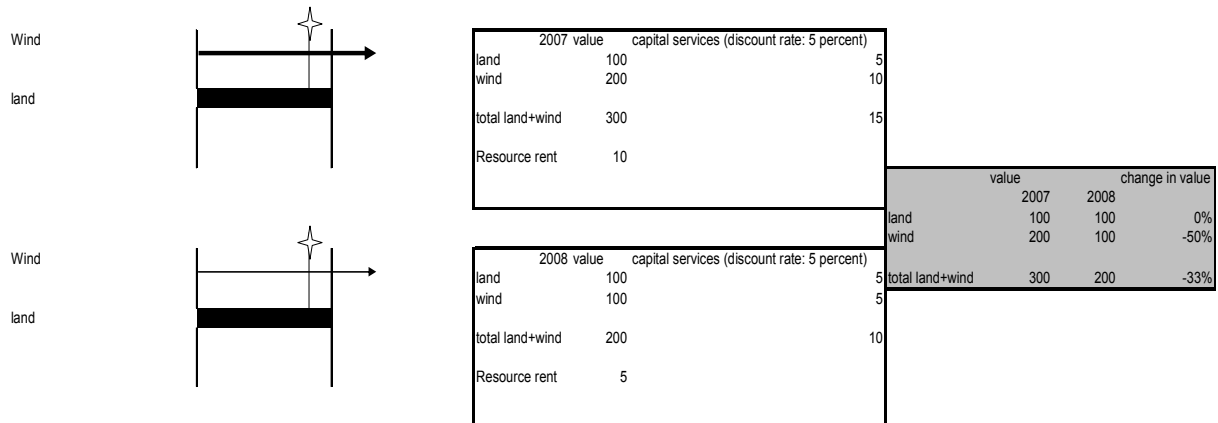 Wind
land
2007 value capital services (discount rate: 5 percent)
land 100 5
wind 200 10
total land+wind 300 15
Resource rent 10
value change in value
2007 2008
land 100 100 0%
wind 200 100 -50%
total land+wind 300 200 -33%
Wind
land
2008 value capital services (discount rate: 5 percent)
land 100 5
wind 100 5
total land+wind 200 10
Resource rent 5